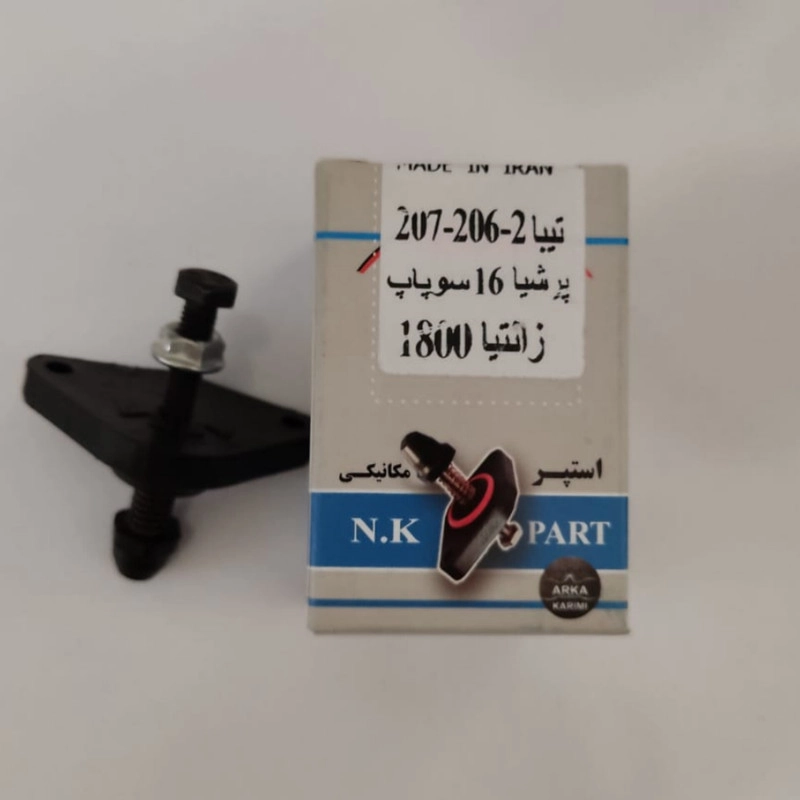 MADE IN IRAN
تیبا 2-206-207
پرشیا 16 سوپاپ
زانتیا 1800
استپر مکانیکی
N.K PART
ARKA
KARIMI